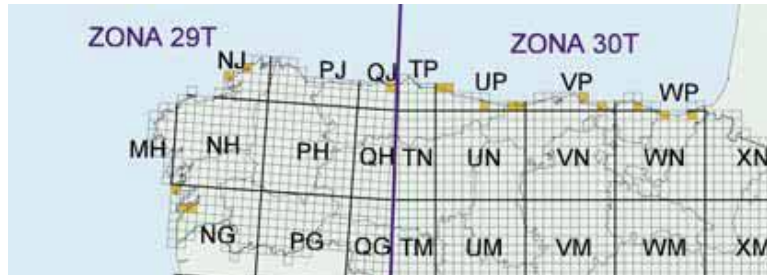 ZONA 29T ZONA 30T
NJ PJ QJ TP UP VP WP
MH NH PH QH TN UN VN WN XN
NG PG QG TM UM VM WM XM